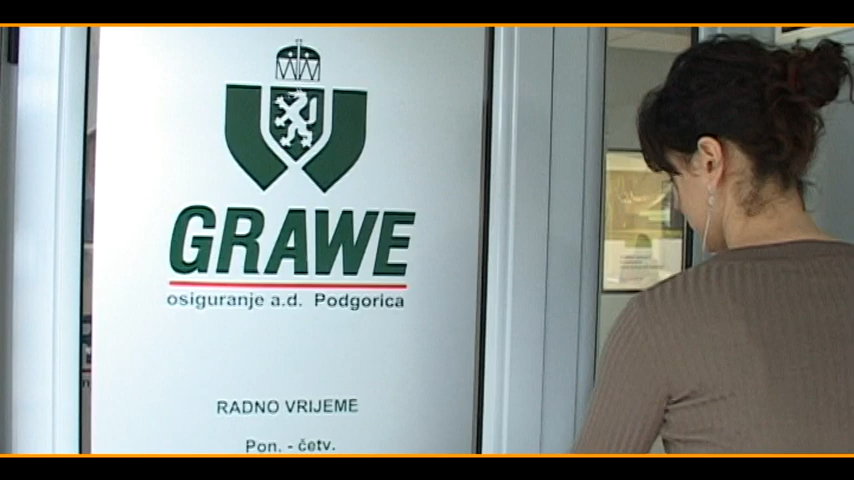 GRAWE
osiguranje a.d. Podgorica
RADNO VRIJEME
Pon. - četv.